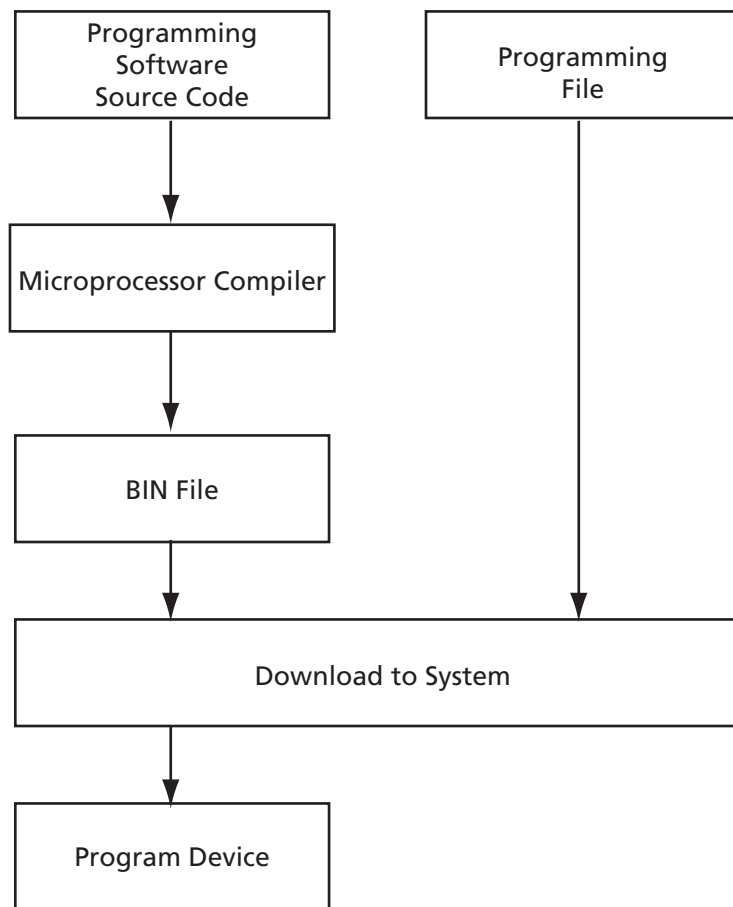 Programming
Software
Source Code
Programming
File
Microprocessor Compiler
BIN File
Download to System
Program Device